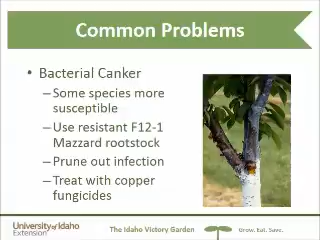 Common Problems
• Bacterial Canker
–Some species more
susceptible
–Use resistant F12-1
Mazzard rootstock
–Prune out infection
–Treat with copper
fungicides
University of Idaho
Extension
The Idaho Victory Garden
Grow. Eat. Save.